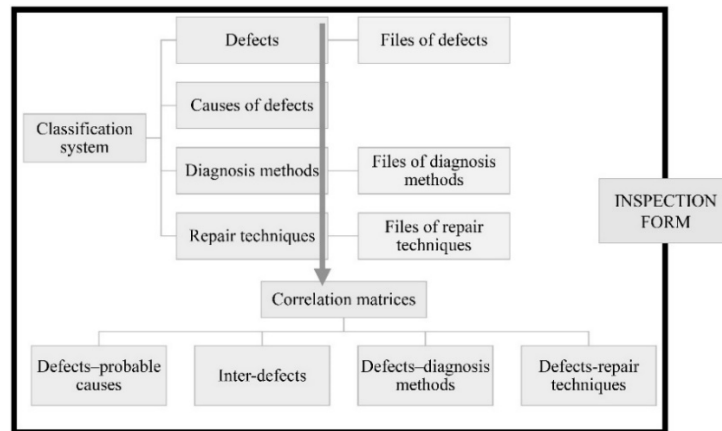 Defects
Files of defects
Causes of defects
Classification
system
Diagnosis methods
Files of diagnosis
methods
INSPECTION
FORM
Repair techniques
Files of repair
techniques
Correlation matrices
Defects–probable
causes
Inter-defects
Defects–diagnosis
methods
Defects-repair
techniques